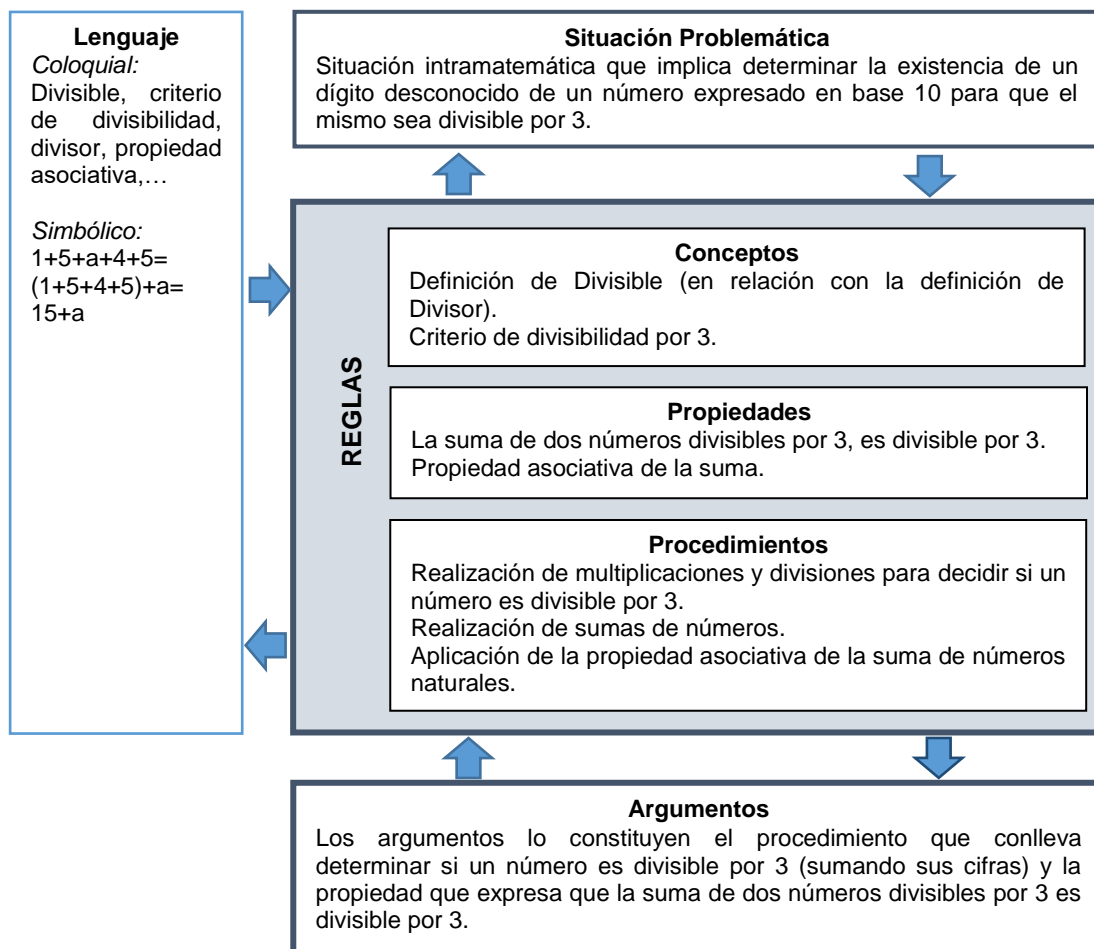 Lenguaje
Coloquial:
Divisible, criterio
de divisibilidad,
divisor, propiedad
asociativa,…
Simbólico:
1+5+a+4+5=
(1+5+4+5)+a=
15+a
Situación Problemática
Situación intramatemática que implica determinar la existencia de un
dígito desconocido de un número expresado en base 10 para que el
mismo sea divisible por 3.
REGLAS
Conceptos
Definición de Divisible (en relación con la definición de
Divisor).
Criterio de divisibilidad por 3.
Propiedades
La suma de dos números divisibles por 3, es divisible por 3.
Propiedad asociativa de la suma.
Procedimientos
Realización de multiplicaciones y divisiones para decidir si un
número es divisible por 3.
Realización de sumas de números.
Aplicación de la propiedad asociativa de la suma de números
naturales.
Argumentos
Los argumentos lo constituyen el procedimiento que conlleva
determinar si un número es divisible por 3 (sumando sus cifras) y la
propiedad que expresa que la suma de dos números divisibles por 3 es
divisible por 3.